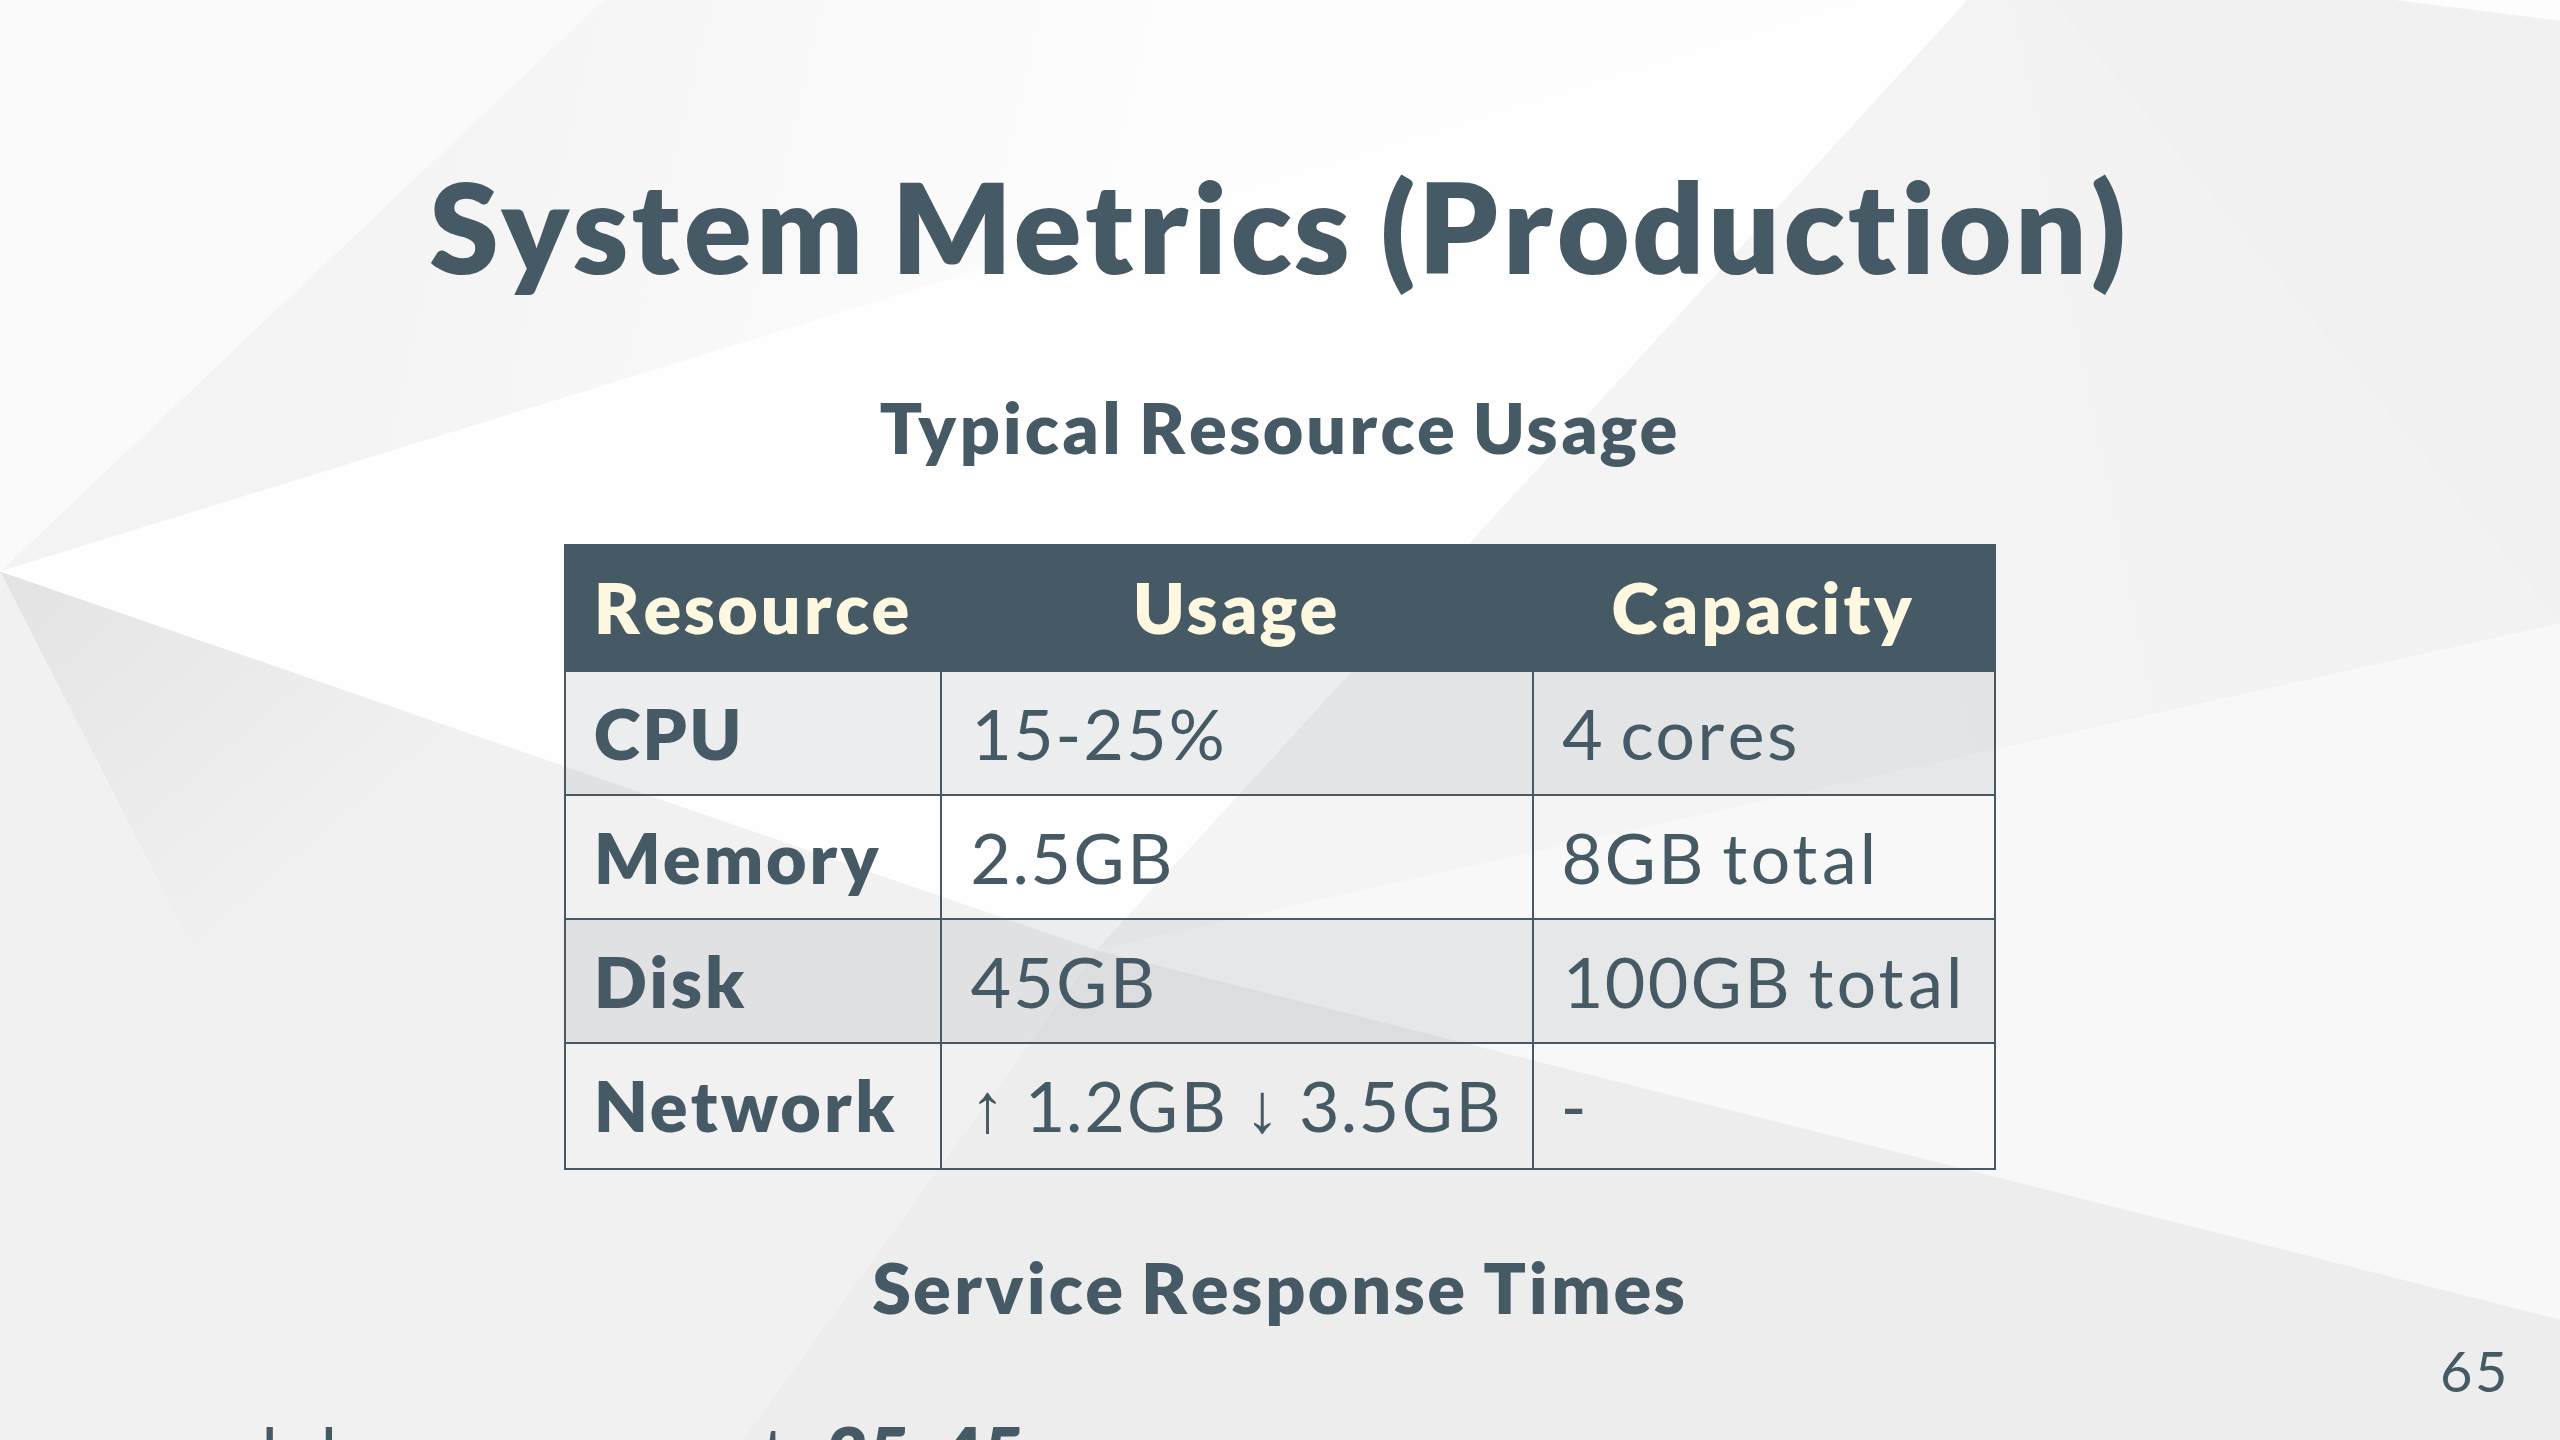 System Metrics (Production)
Typical Resource Usage
Resource Usage Capacity
CPU 15-25% 4 cores
Memory 2.5GB 8GB total
Disk 45GB 100GB total
Network ↑ 1.2GB ↓ 3.5GB -
Service Response Times
65